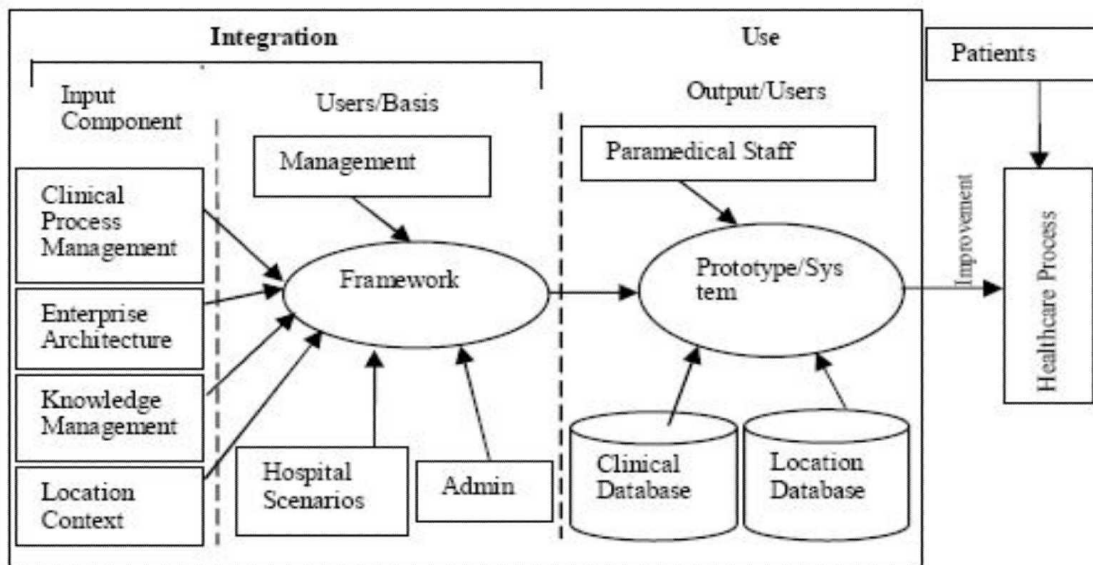 Integration
Use
Patients
Input
Component
Users/Basis
Output/Users
Management
Paramedical Staff
Clinical
Process
Management
Framework
Prototype/Sys
tem
Improvement
Healthcare Process
Enterprise
Architecture
Knowledge
Management
Location
Context
Hospital
Scenarios
Admin
Clinical
Database
Location
Database